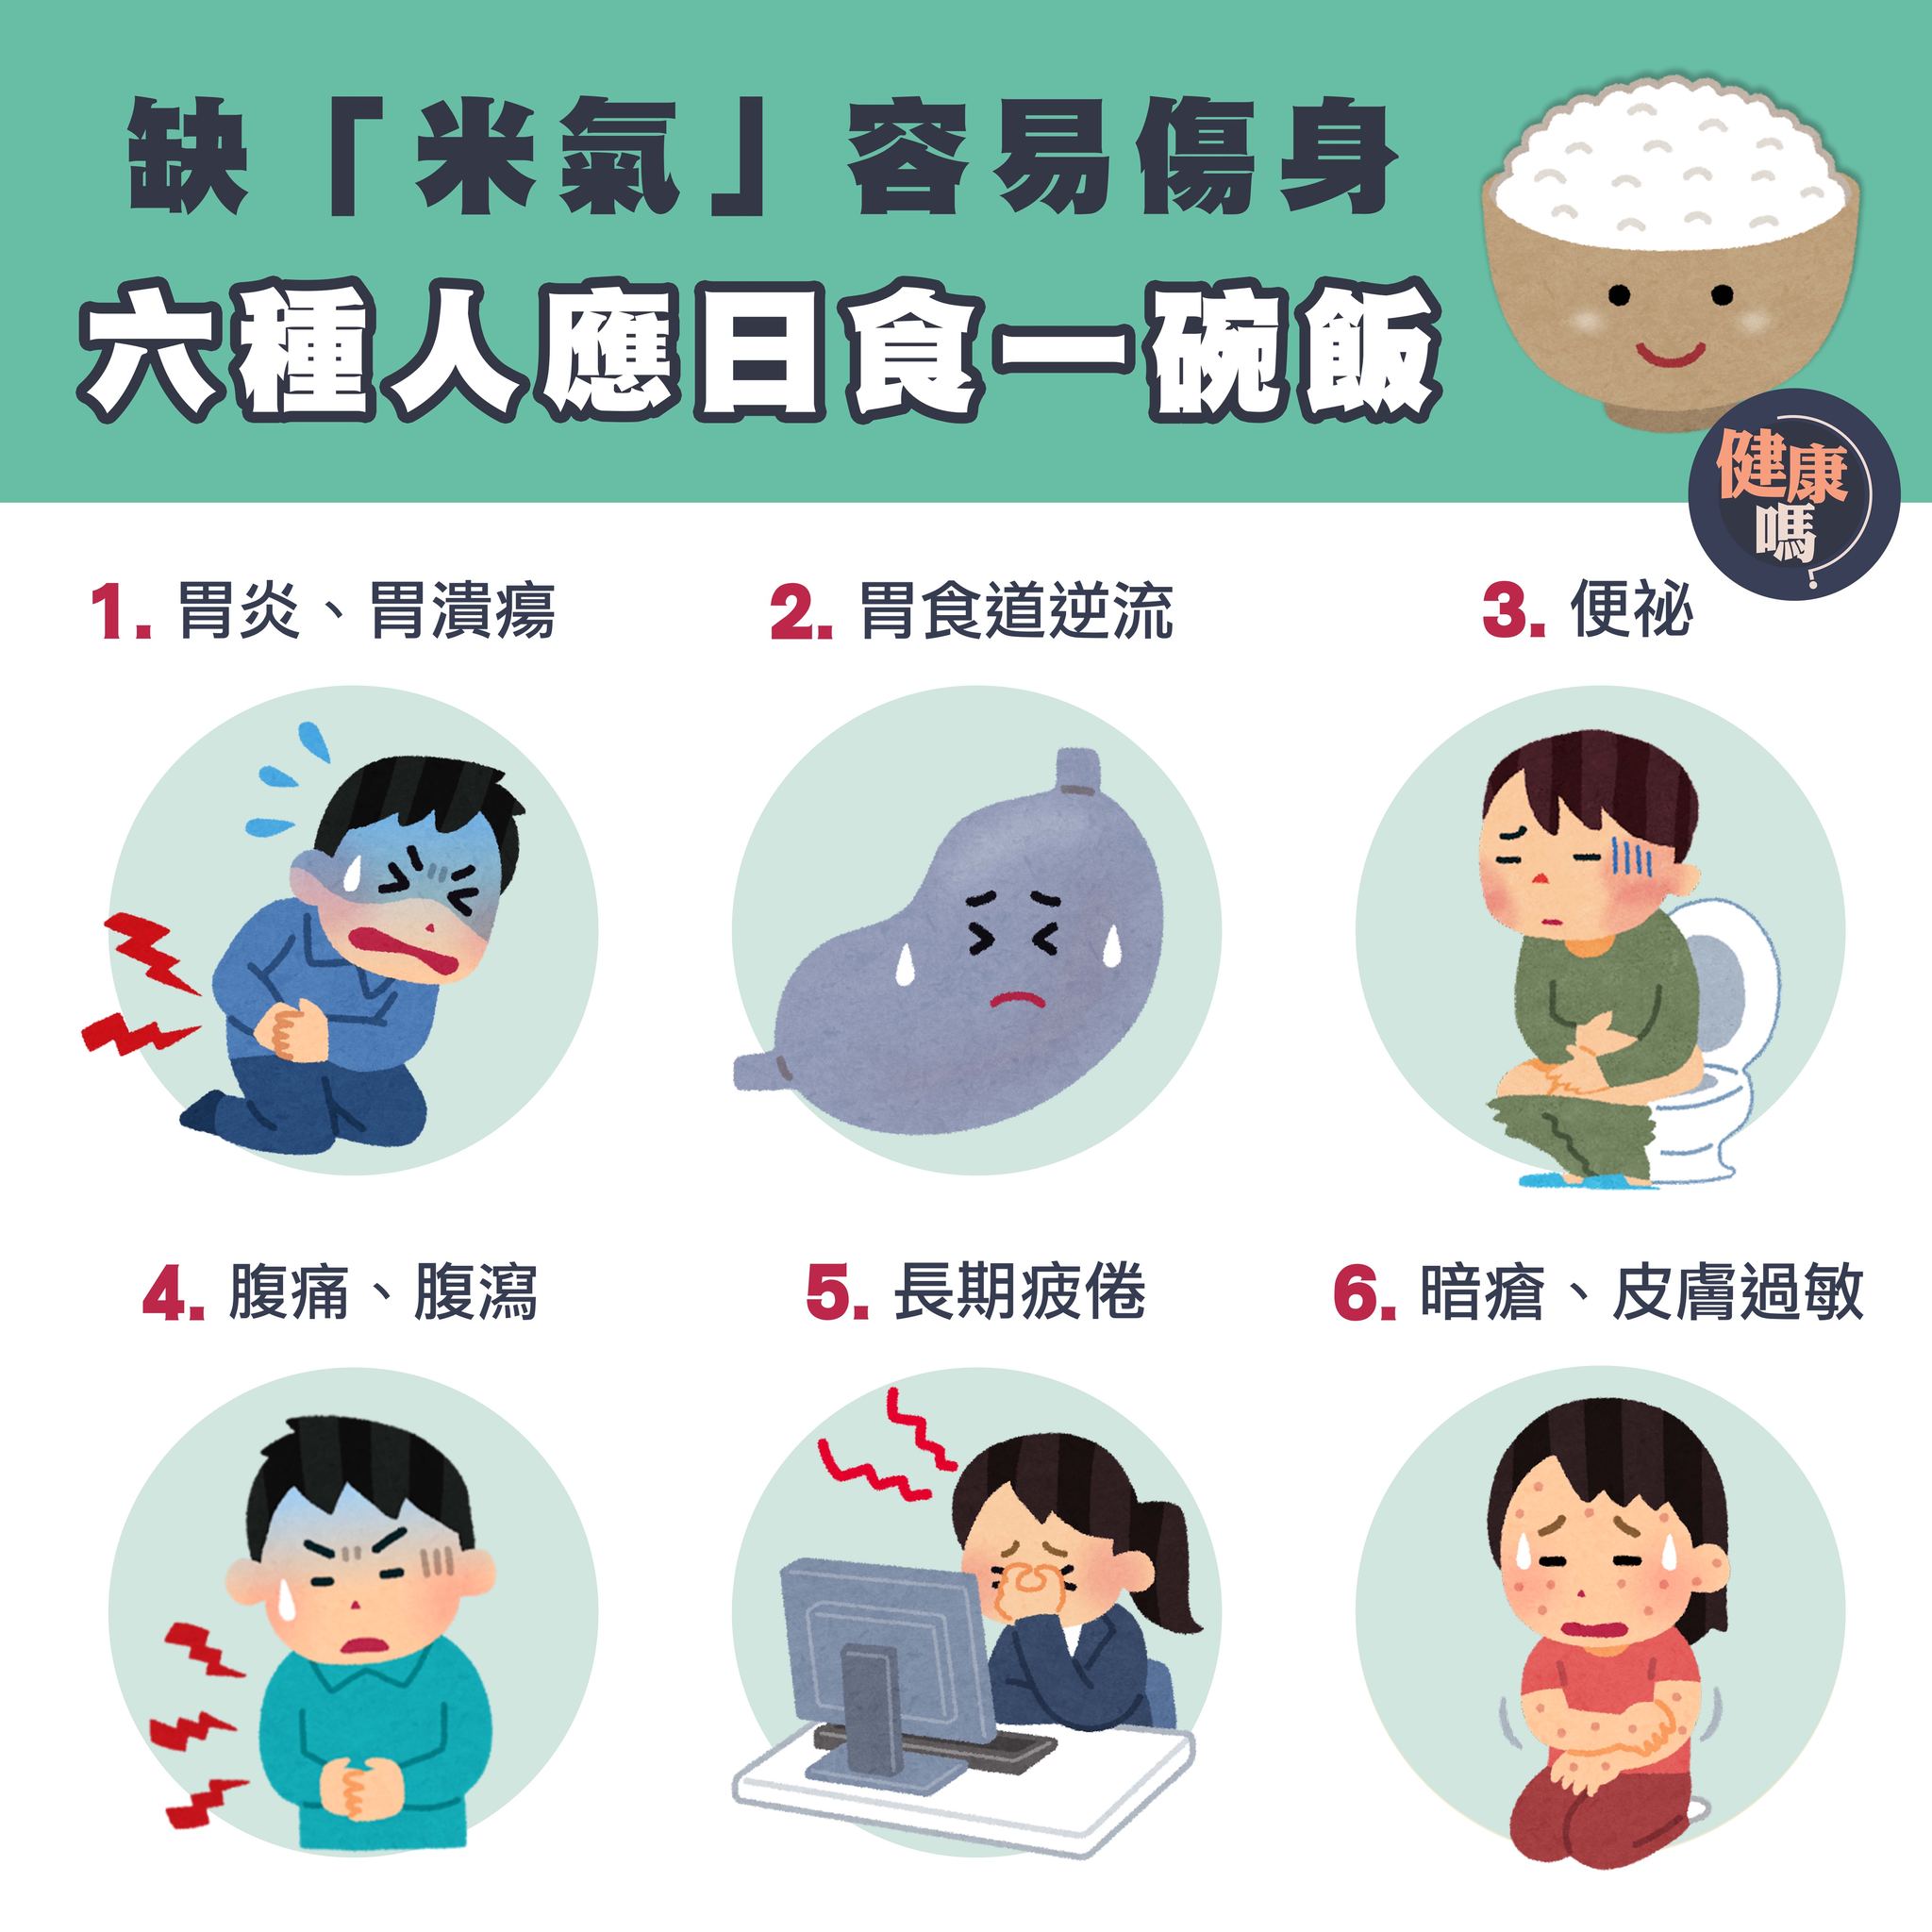 缺「米氣」容易傷身
六種人應日食一碗飯
健康
嗎?
1. 胃炎、胃潰瘍
2. 胃食道逆流
3. 便祕
4. 腹痛、腹瀉
5. 長期疲倦
6. 暗瘡、皮膚過敏